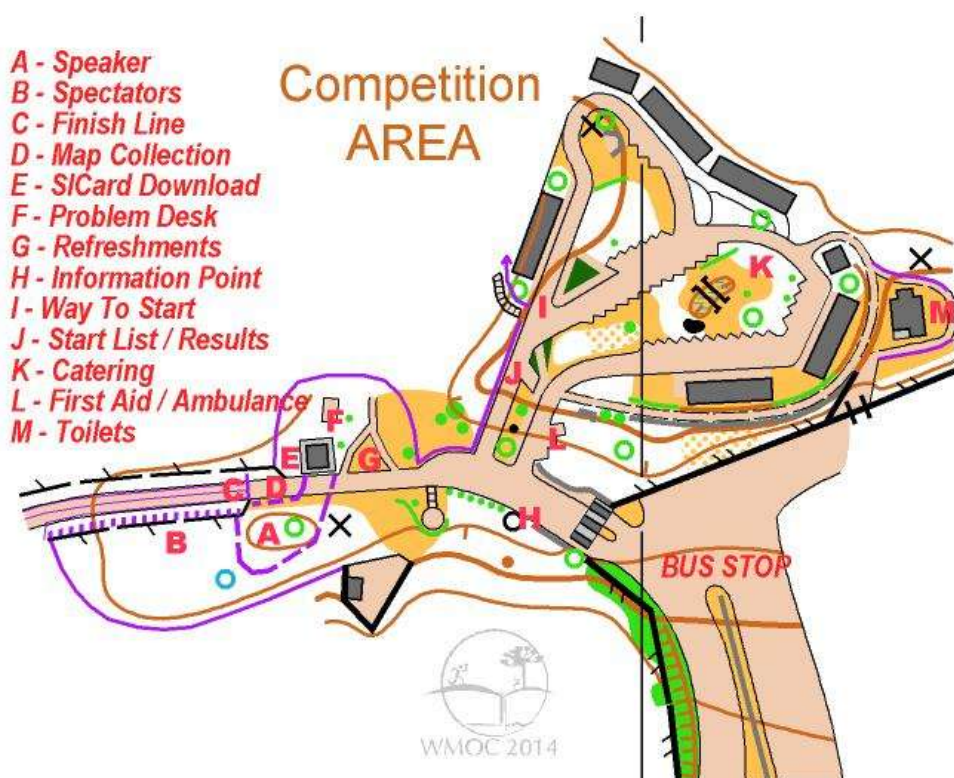 A - Speaker
B - Spectators
C - Finish Line
D - Map Collection
E - SICard Download
F - Problem Desk
G - Refreshments
H - Information Point
I - Way To Start
J - Start List / Results
K - Catering
L - First Aid / Ambulance
M - Toilets
Competition
AREA
K
I
M
J
F
L
E
G
C
D
H
A
B
BUS STOP
WMOC 2014